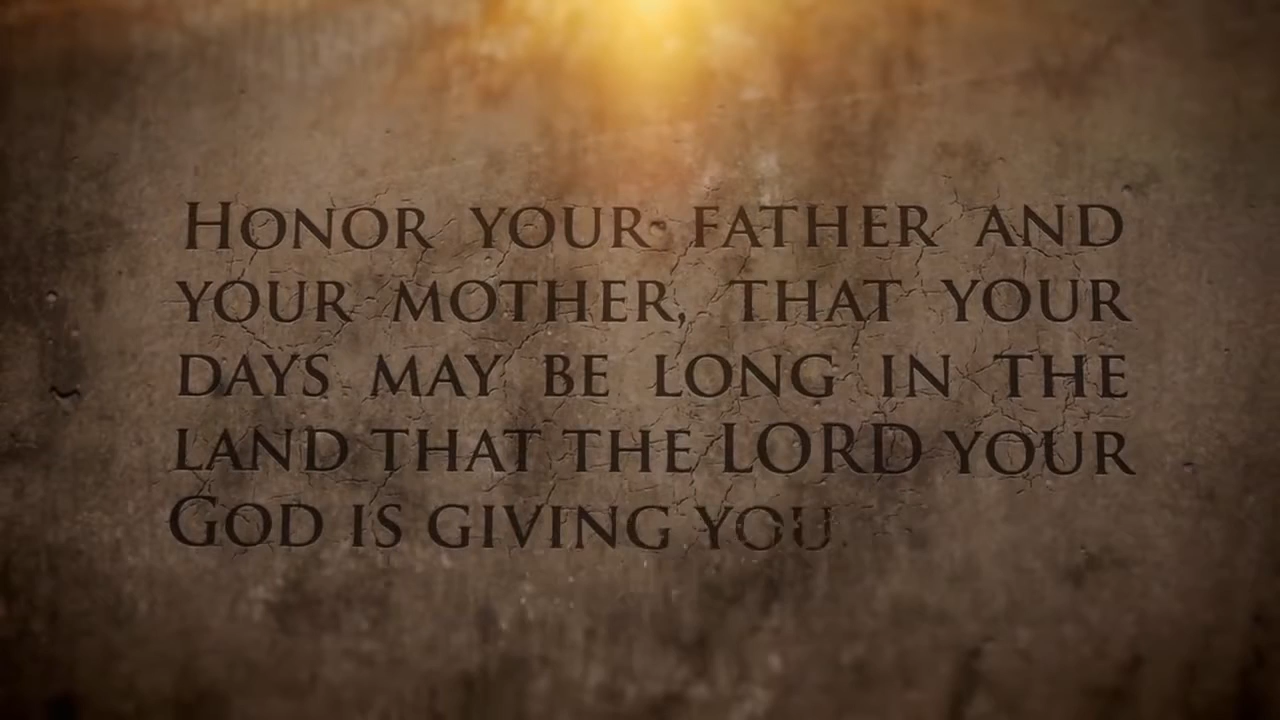 Honor your father and
your mother, that your
days may be long in the
land that the LORD your
God is giving you.